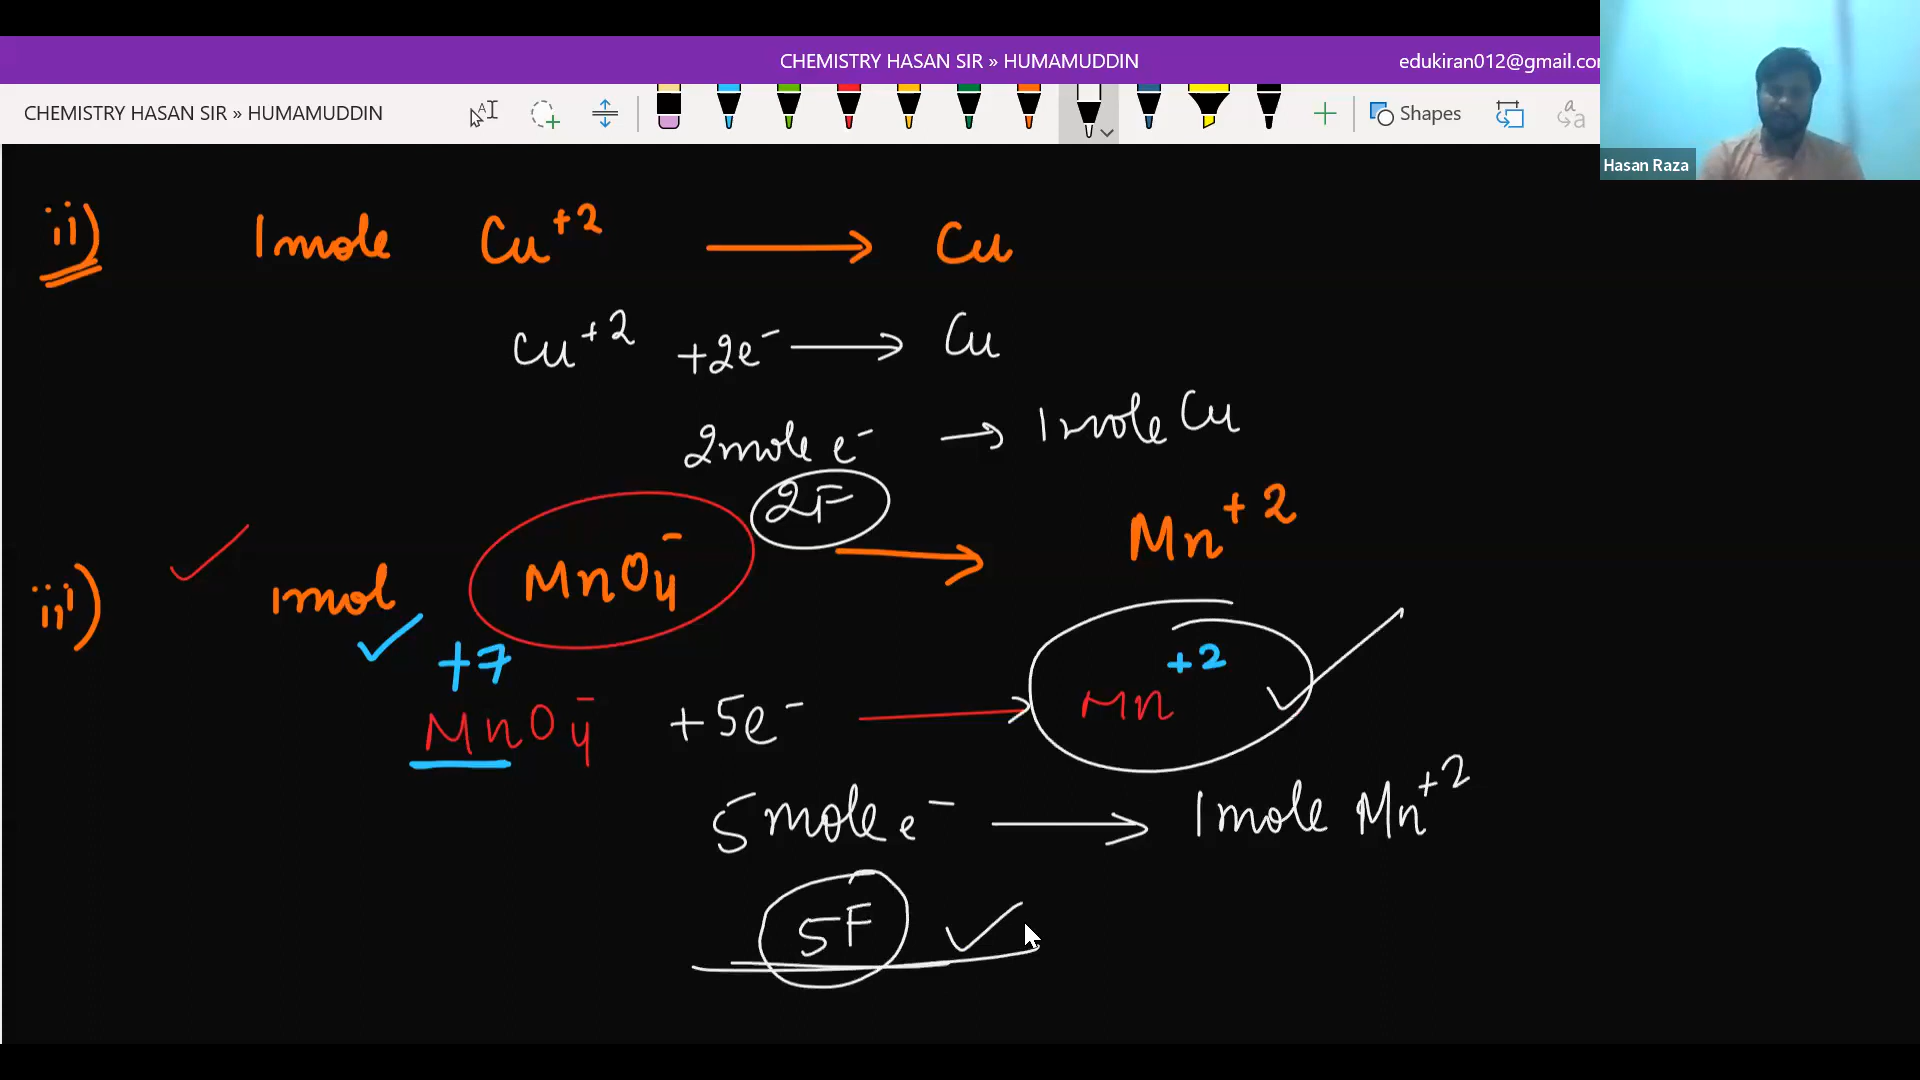 CHEMISTRY HASAN SIR » HUMAMUDDIN
edukiran012@gmail.co
CHEMISTRY HASAN SIR » HUMAMUDDIN
Shapes
Hasan Raza
ii) 1mole Cu⁺² ⟶ Cu
Cu⁺² +2e⁻ ⟶ Cu
2mole e⁻ → 1mole Cu
2F
iii) 1mol MnO₄⁻ ⟶ Mn⁺²
+7 +2
MnO₄⁻ +5e⁻ ⟶ Mn
5mole e⁻ ⟶ 1mole Mn⁺²
5F